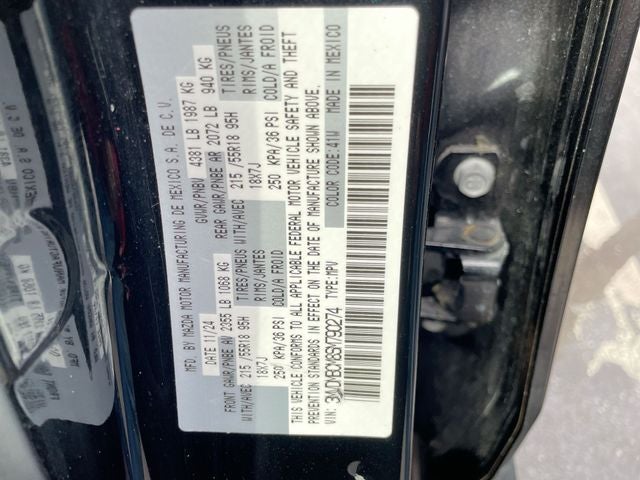 MFG. BY MAZDA MOTOR MANUFACTURING DE MEXICO S.A. DE C.V.
DATE 11/24 GVWR/PNBV 4381 LB 1987 KG
FRONT GAWR/PNBE AV 2355 LB 1068 KG REAR GAWR/PNBE AR 2072 LB 940 KG
WITH/AVEC 215/55R18 95H TIRES/PNEUS WITH/AVEC 215/55R18 95H TIRES/PNEUS
18X7J RIMS/JANTES 18X7J RIMS/JANTES
250 KPA/36 PSI COLD/A FROID 250 KPA/36 PSI COLD/A FROID
THIS VEHICLE CONFORMS TO ALL APPLICABLE FEDERAL MOTOR VEHICLE SAFETY AND THEFT
PREVENTION STANDARDS IN EFFECT ON THE DATE OF MANUFACTURE SHOWN ABOVE.
VIN: TYPE:MPV COLOR CODE:41W MADE IN MEXICO